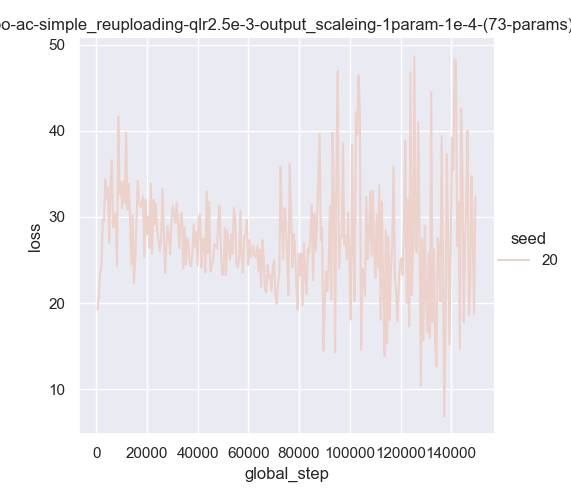 oo-ac-simple_reuploading-qlr2.5e-3-output_scaleing-1param-1e-4-(73-params)
50
40
30
20
10
loss
0 20000 40000 60000 80000 100000 120000 140000
global_step
seed
20